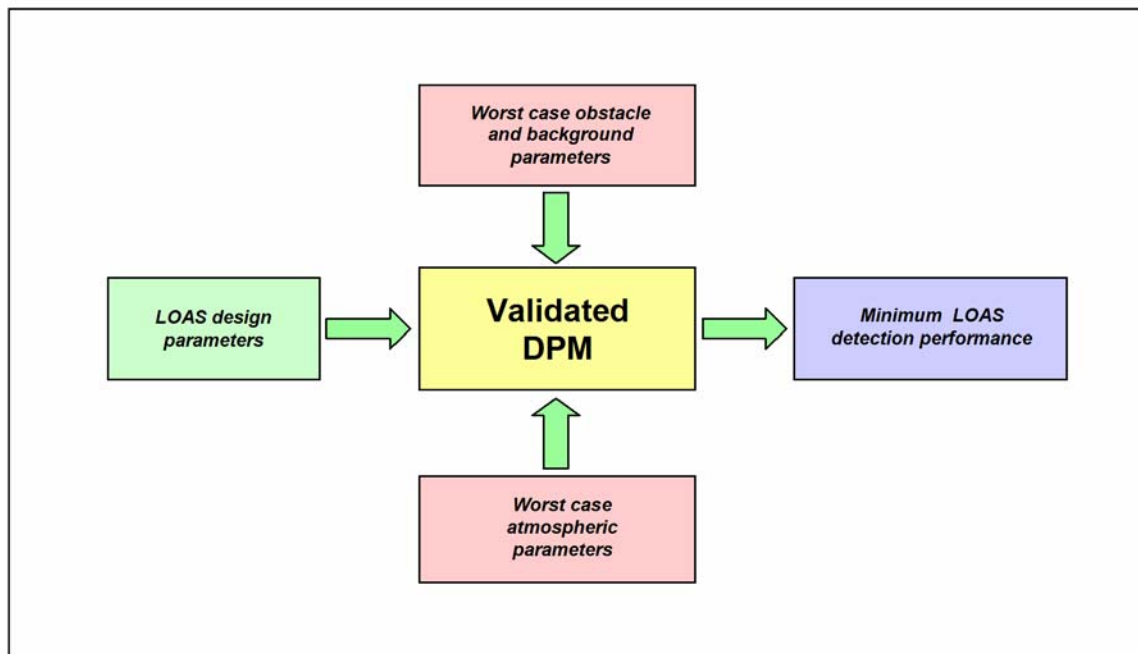 Worst case obstacle
and background
parameters
LOAS design
parameters
Validated
DPM
Minimum LOAS
detection performance
Worst case
atmospheric
parameters